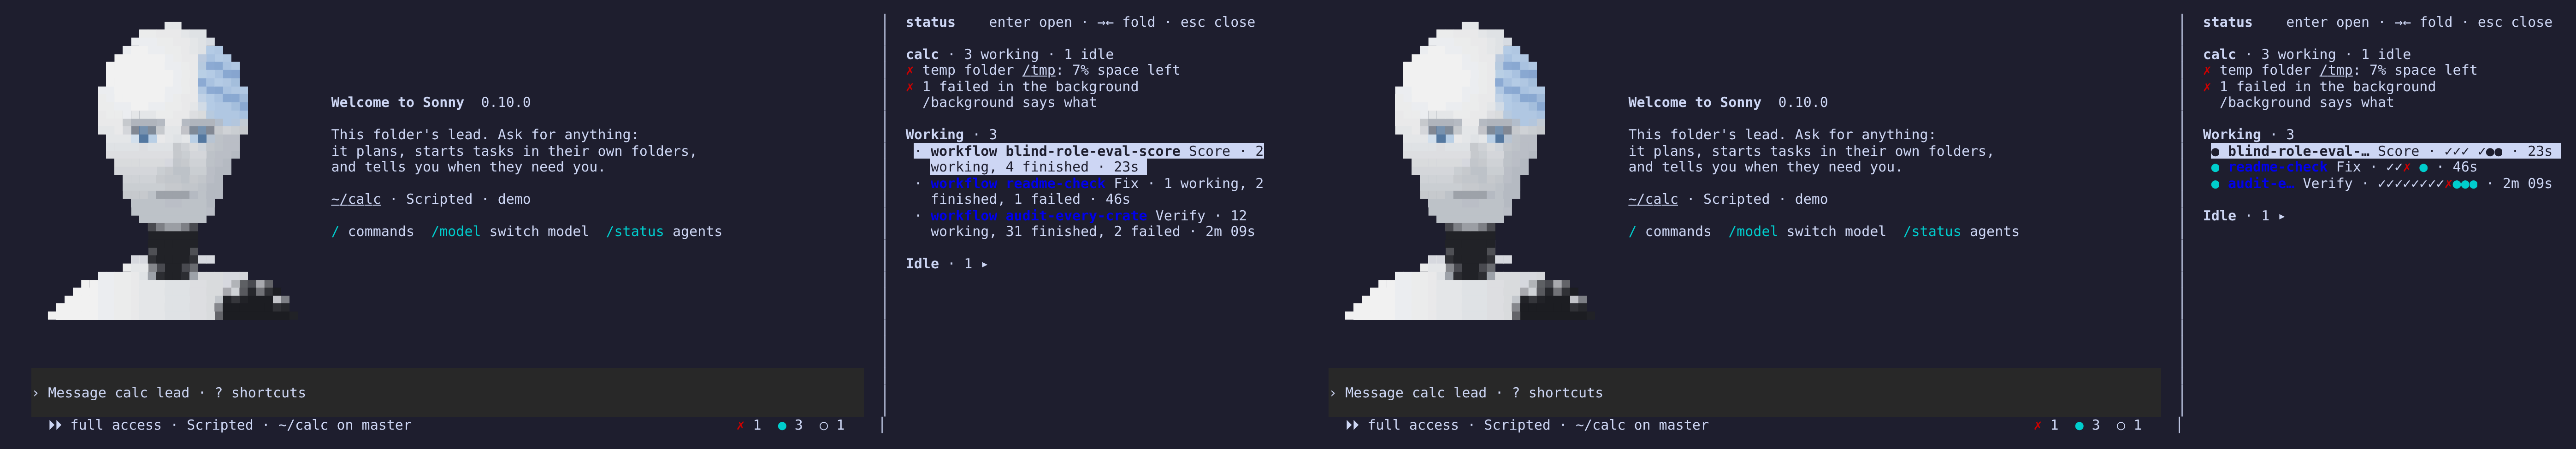 Welcome to Sonny 0.10.0
This folder's lead. Ask for anything:
it plans, starts tasks in their own folders,
and tells you when they need you.
~/calc · Scripted · demo
/ commands /model switch model /status agents
› Message calc lead · ? shortcuts
⏵⏵ full access · Scripted · ~/calc on master ✗ 1 ● 3 ○ 1
status enter open · →← fold · esc close
calc · 3 working · 1 idle
✗ temp folder /tmp: 7% space left
✗ 1 failed in the background
/background says what
Working · 3
· workflow blind-role-eval-score Score · 2
working, 4 finished · 23s
· workflow readme-check Fix · 1 working, 2
finished, 1 failed · 46s
· workflow audit-every-crate Verify · 12
working, 31 finished, 2 failed · 2m 09s
Idle · 1 ▸
Welcome to Sonny 0.10.0
This folder's lead. Ask for anything:
it plans, starts tasks in their own folders,
and tells you when they need you.
~/calc · Scripted · demo
/ commands /model switch model /status agents
› Message calc lead · ? shortcuts
⏵⏵ full access · Scripted · ~/calc on master ✗ 1 ● 3 ○ 1
status enter open · →← fold · esc close
calc · 3 working · 1 idle
✗ temp folder /tmp: 7% space left
✗ 1 failed in the background
/background says what
Working · 3
● blind-role-eval-… Score · ✓✓✓ ✓●● · 23s
● readme-check Fix · ✓✓✗ ● · 46s
● audit-e… Verify · ✓✓✓✓✓✓✓✓✗●●● · 2m 09s
Idle · 1 ▸